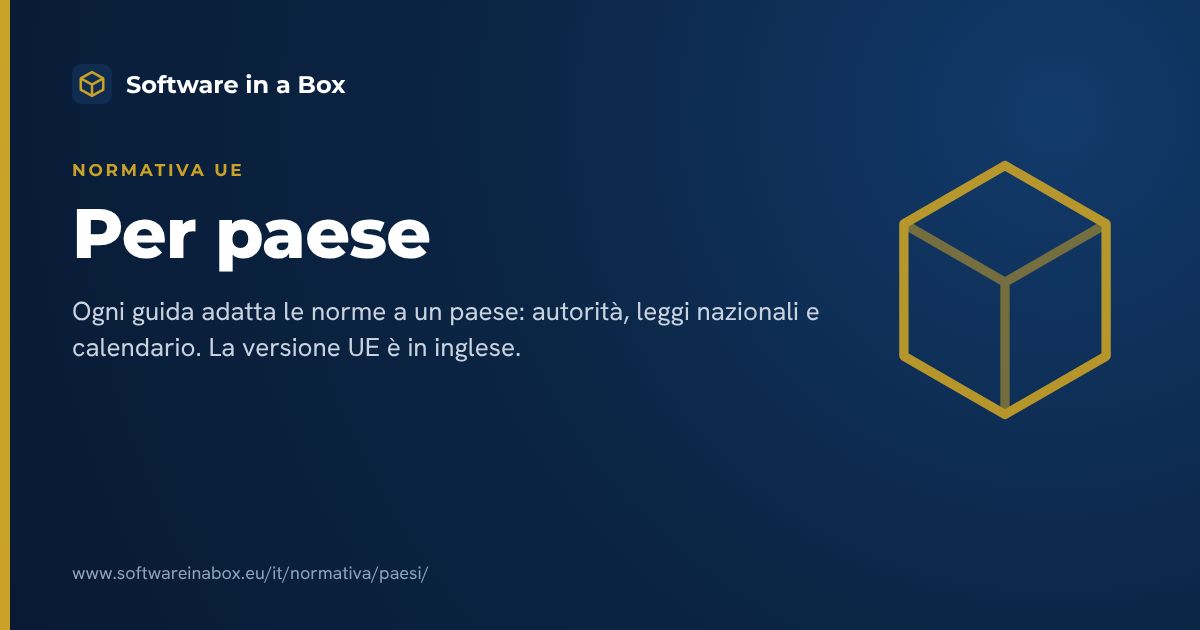 Software in a Box
NORMATIVA UE
Per paese
Ogni guida adatta le norme a un paese: autorità, leggi nazionali e
calendario. La versione UE è in inglese.
www.softwareinabox.eu/it/normativa/paesi/